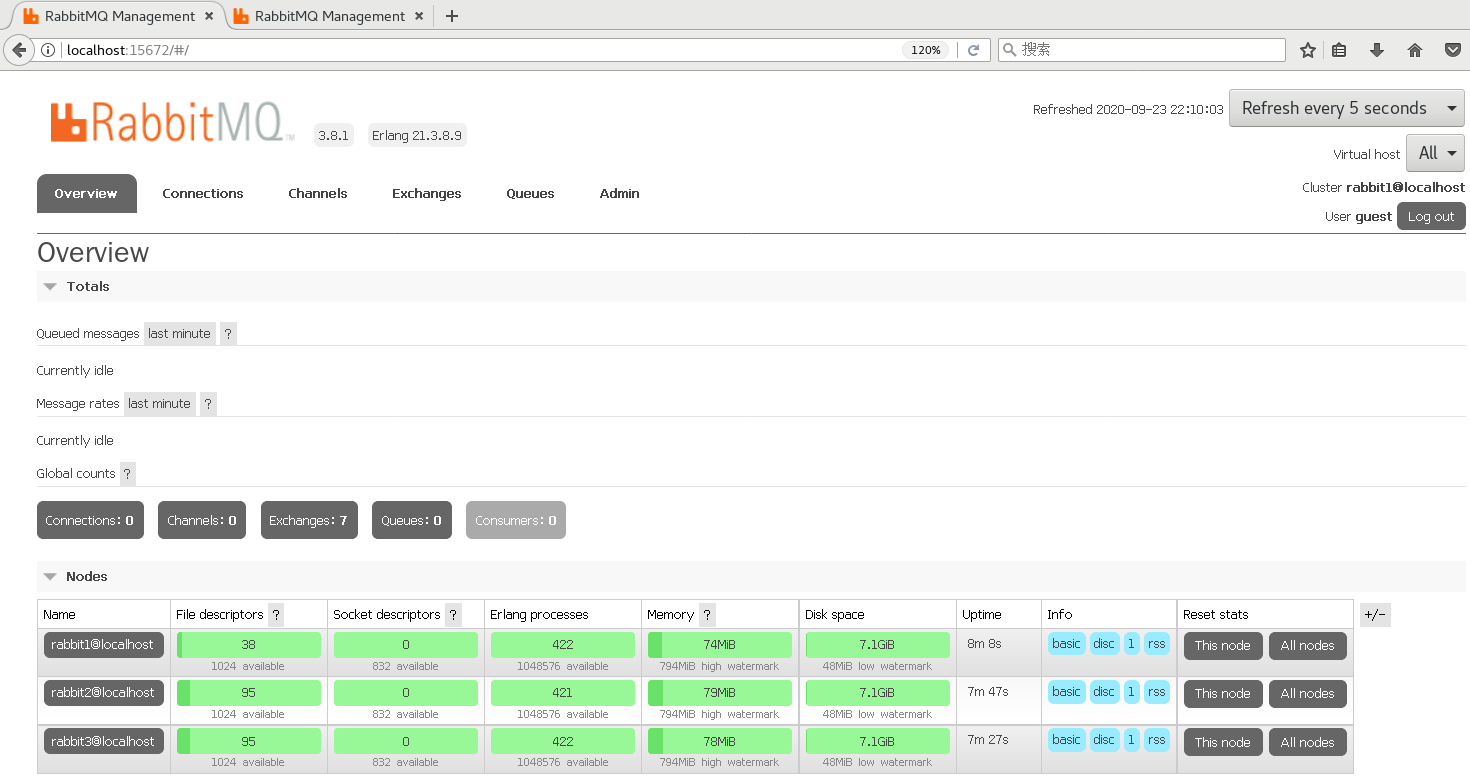 RabbitMQ Management × RabbitMQ Management × +
localhost:15672/#/ 120% 搜索
RabbitMQ TM 3.8.1 Erlang 21.3.8.9
Refreshed 2020-09-23 22:10:03 Refresh every 5 seconds
Virtual host All
Cluster rabbit1@localhost
User guest Log out
Overview Connections Channels Exchanges Queues Admin
Overview
Totals
Queued messages last minute ?
Currently idle
Message rates last minute ?
Currently idle
Global counts ?
Connections: 0 Channels: 0 Exchanges: 7 Queues: 0 Consumers: 0
Nodes
Name File descriptors ? Socket descriptors ? Erlang processes Memory ? Disk space Uptime Info Reset stats +/-
rabbit1@localhost 38 0 422 74MiB 7.1GiB 8m 8s basic disc 1 rss This node All nodes
1024 available 832 available 1048576 available 794MiB high watermark 48MiB low watermark
rabbit2@localhost 95 0 421 79MiB 7.1GiB 7m 47s basic disc 1 rss This node All nodes
1024 available 832 available 1048576 available 794MiB high watermark 48MiB low watermark
rabbit3@localhost 95 0 422 78MiB 7.1GiB 7m 27s basic disc 1 rss This node All nodes
1024 available 832 available 1048576 available 794MiB high watermark 48MiB low watermark